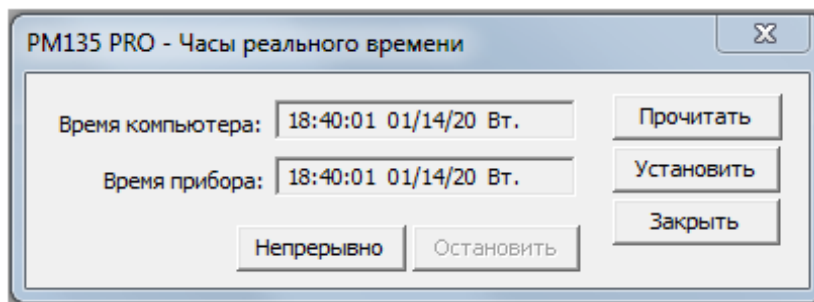 PM135 PRO - Часы реального времени
Время компьютера: 18:40:01 01/14/20 Вт. Прочитать
Время прибора: 18:40:01 01/14/20 Вт. Установить
Закрыть
Непрерывно Остановить